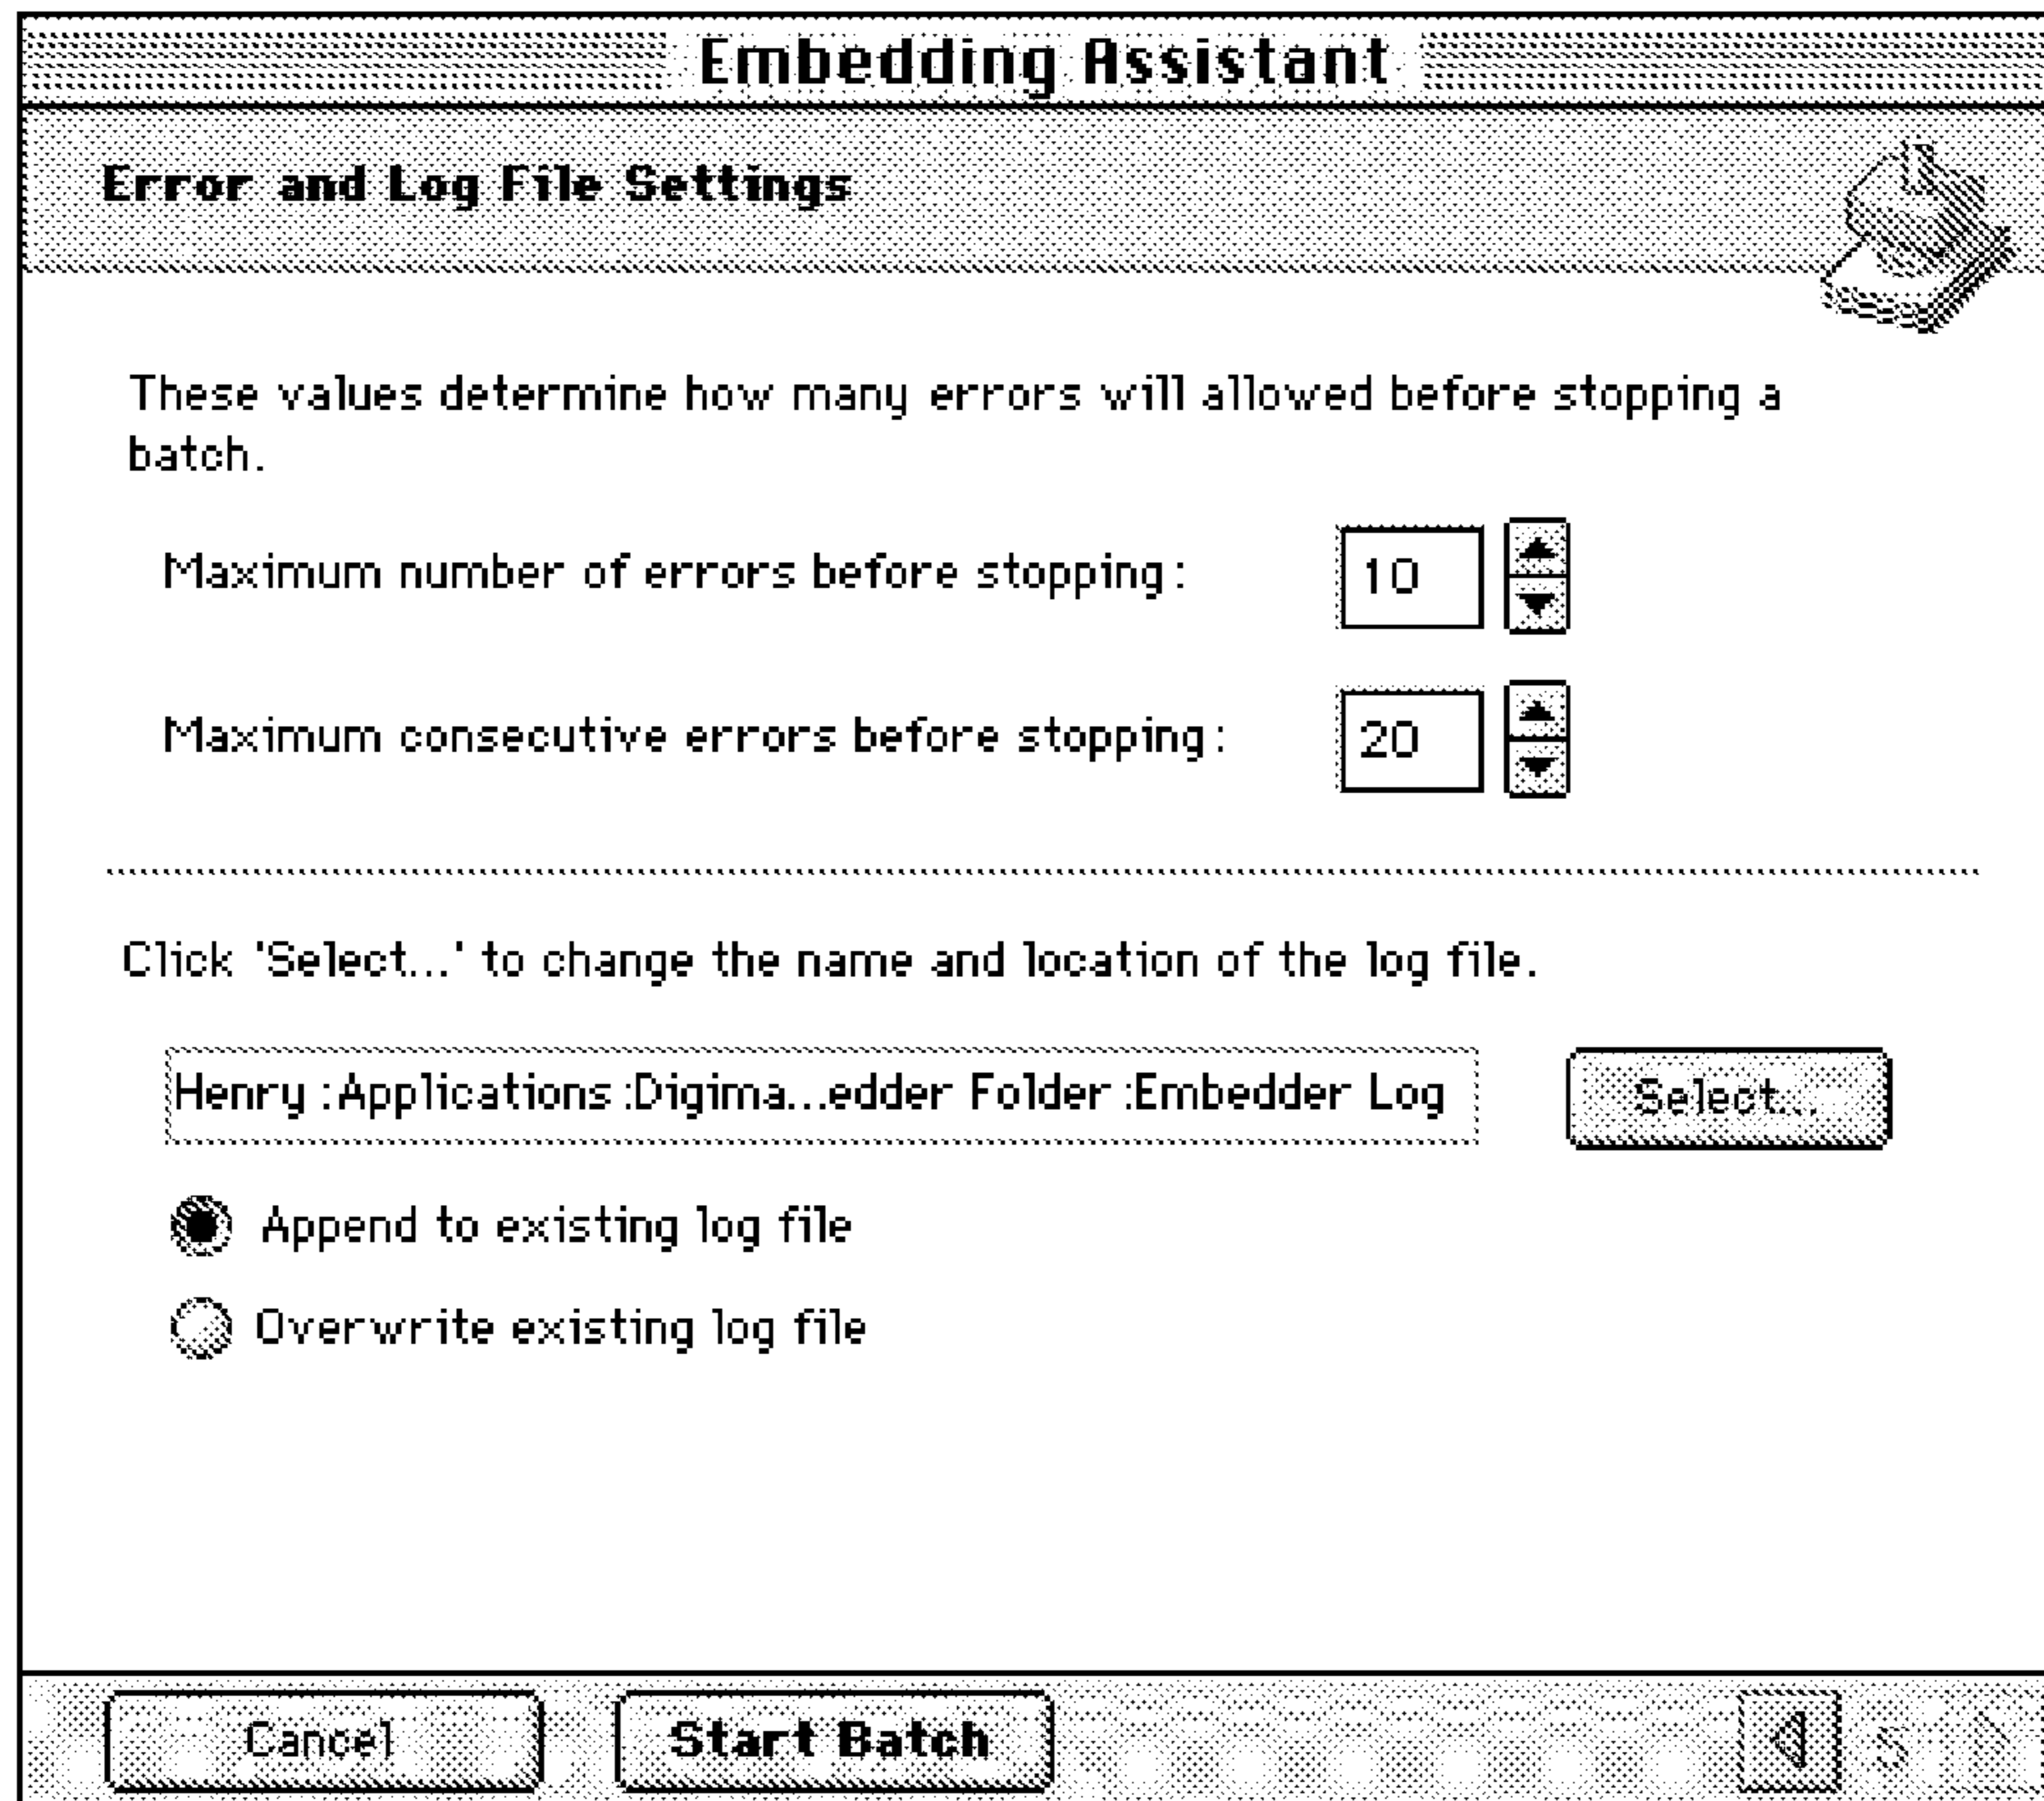 Embedding Assistant
Error and Log File Settings
These values determine how many errors will allowed before stopping a
batch.
Maximum number of errors before stopping:
10
Maximum consecutive errors before stopping:
20
Click 'Select...' to change the name and location of the log file.
Henry:Applications:Digima...edder Folder:Embedder Log
Select...
Append to existing log file
Overwrite existing log file
Cancel
Start Batch
5